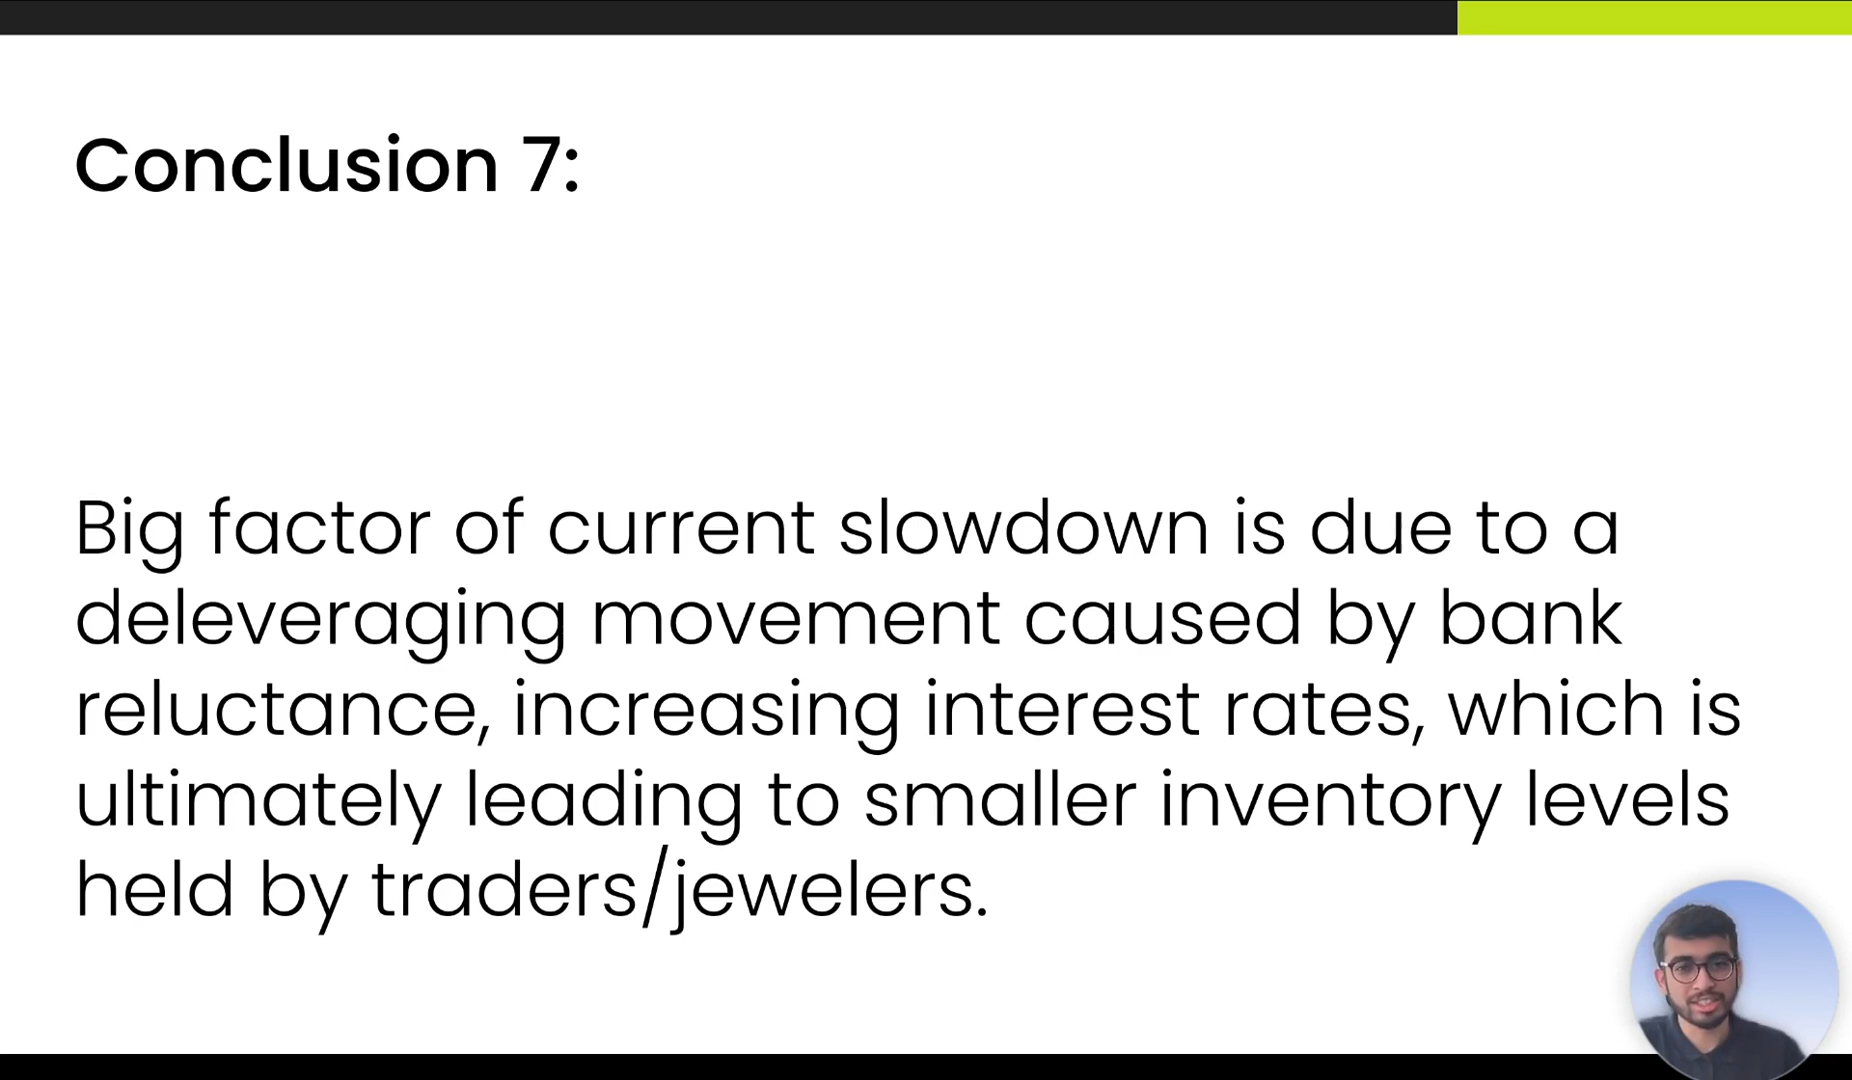 Conclusion 7:
Big factor of current slowdown is due to a
deleveraging movement caused by bank
reluctance, increasing interest rates, which is
ultimately leading to smaller inventory levels
held by traders/jewelers.